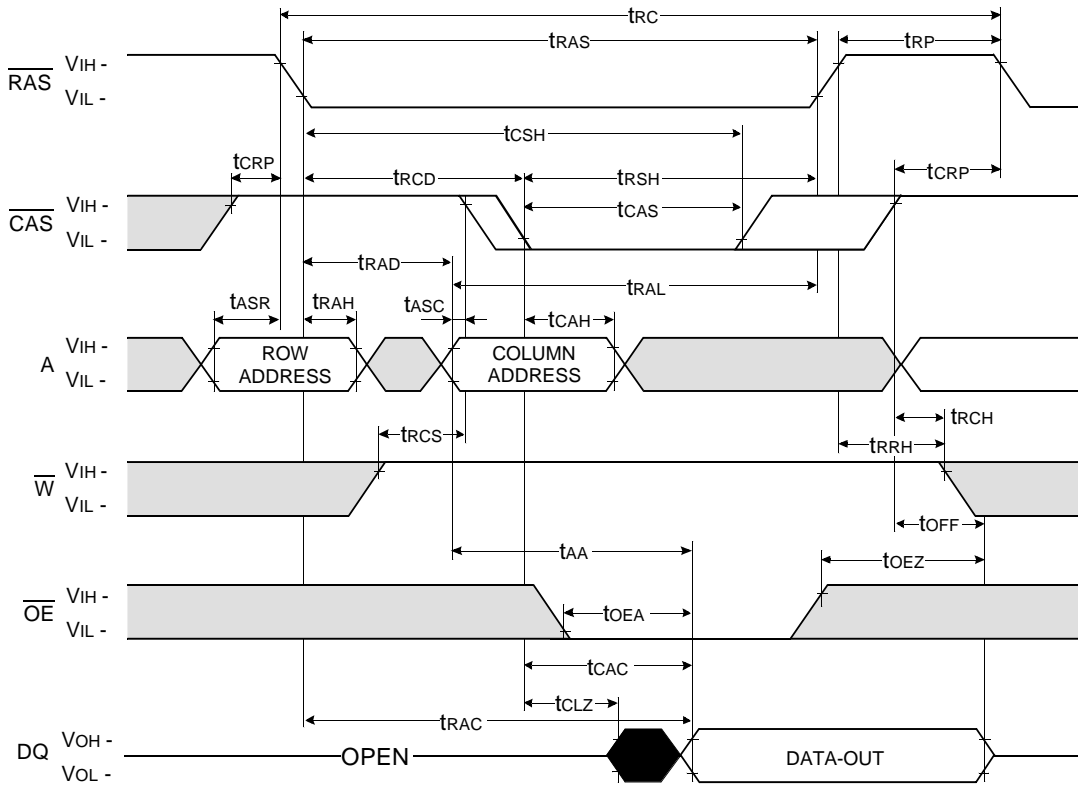 tRC
tRAS
tRP
RAS
VIH -
VIL -
tCSH
tCRP
tRCD
tRSH
tCRP
CAS
VIH -
VIL -
tCAS
tRAD
tRAL
tASR
tRAH
tASC
tCAH
A
VIH -
VIL -
ROW
ADDRESS
COLUMN
ADDRESS
tRCH
tRCS
tRRH
W
VIH -
VIL -
tOFF
tAA
tOEZ
OE
VIH -
VIL -
tOEA
tCAC
tCLZ
tRAC
DQ
VOH -
VOL -
OPEN
DATA-OUT